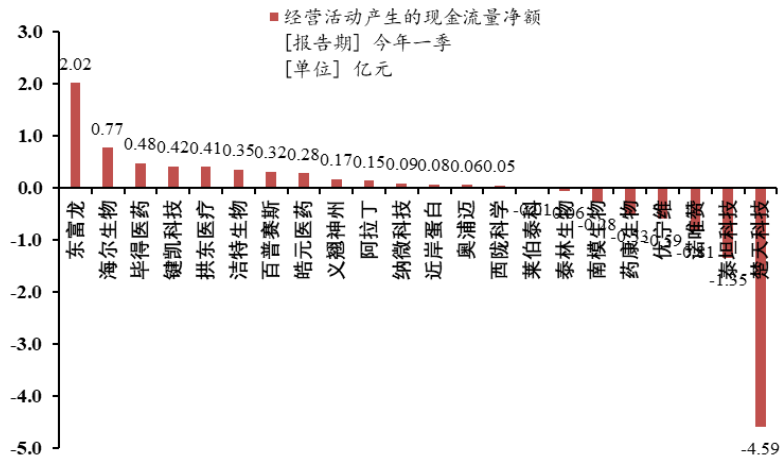 经营活动产生的现金流量净额
[报告期] 今年一季
[单位] 亿元
3.0
2.0
1.0
0.0
-1.0
-2.0
-3.0
-4.0
-5.0
2.02
0.77
0.48
0.42
0.41
0.35
0.32
0.28
0.17
0.15
0.09
0.08
0.06
0.05
-0.59
-0.81
-1.35
-4.59
东富龙
海尔生物
毕得医药
键凯科技
拱东医疗
洁特生物
百普赛斯
皓元医药
义翘神州
阿拉丁
纳微科技
近岸蛋白
奥浦迈
西陇科学
莱伯泰科
泰林生物
南模生物
药康生物
优宁维
诺唯赞
泰坦科技
楚天科技